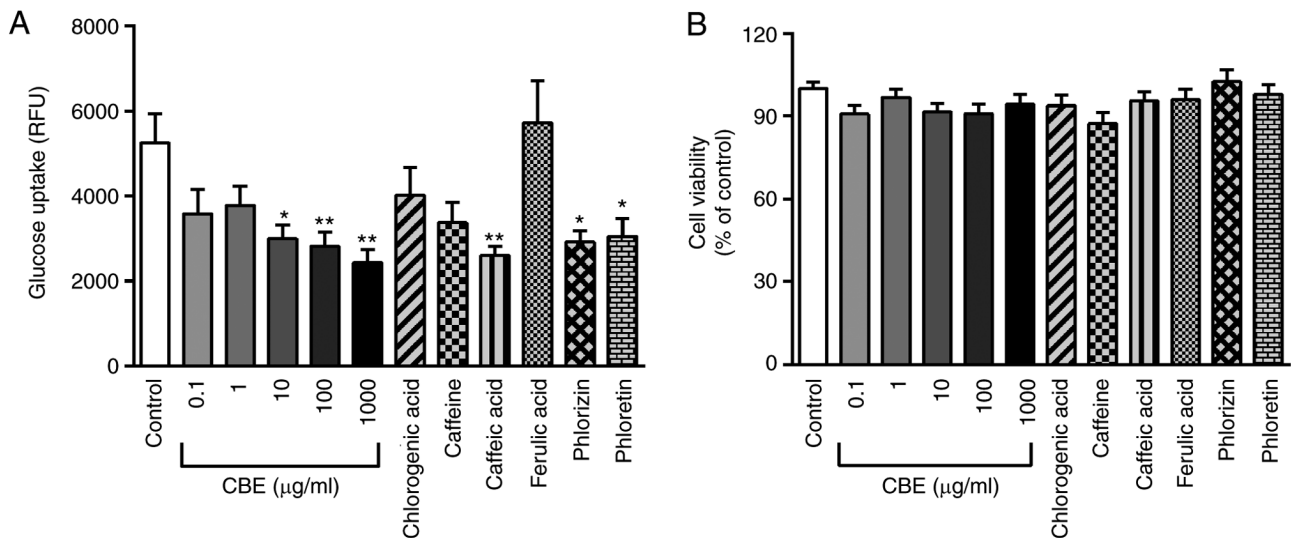 A
8000
6000
4000
2000
0
Glucose uptake (RFU)
*
**
**
**
*
*
Control
0.1
1
10
100
1000
Chlorogenic acid
Caffeine
Caffeic acid
Ferulic acid
Phlorizin
Phloretin
CBE (μg/ml)
B
120
90
60
30
0
Cell viability
(% of control)
Control
0.1
1
10
100
1000
Chlorogenic acid
Caffeine
Caffeic acid
Ferulic acid
Phlorizin
Phloretin
CBE (μg/ml)